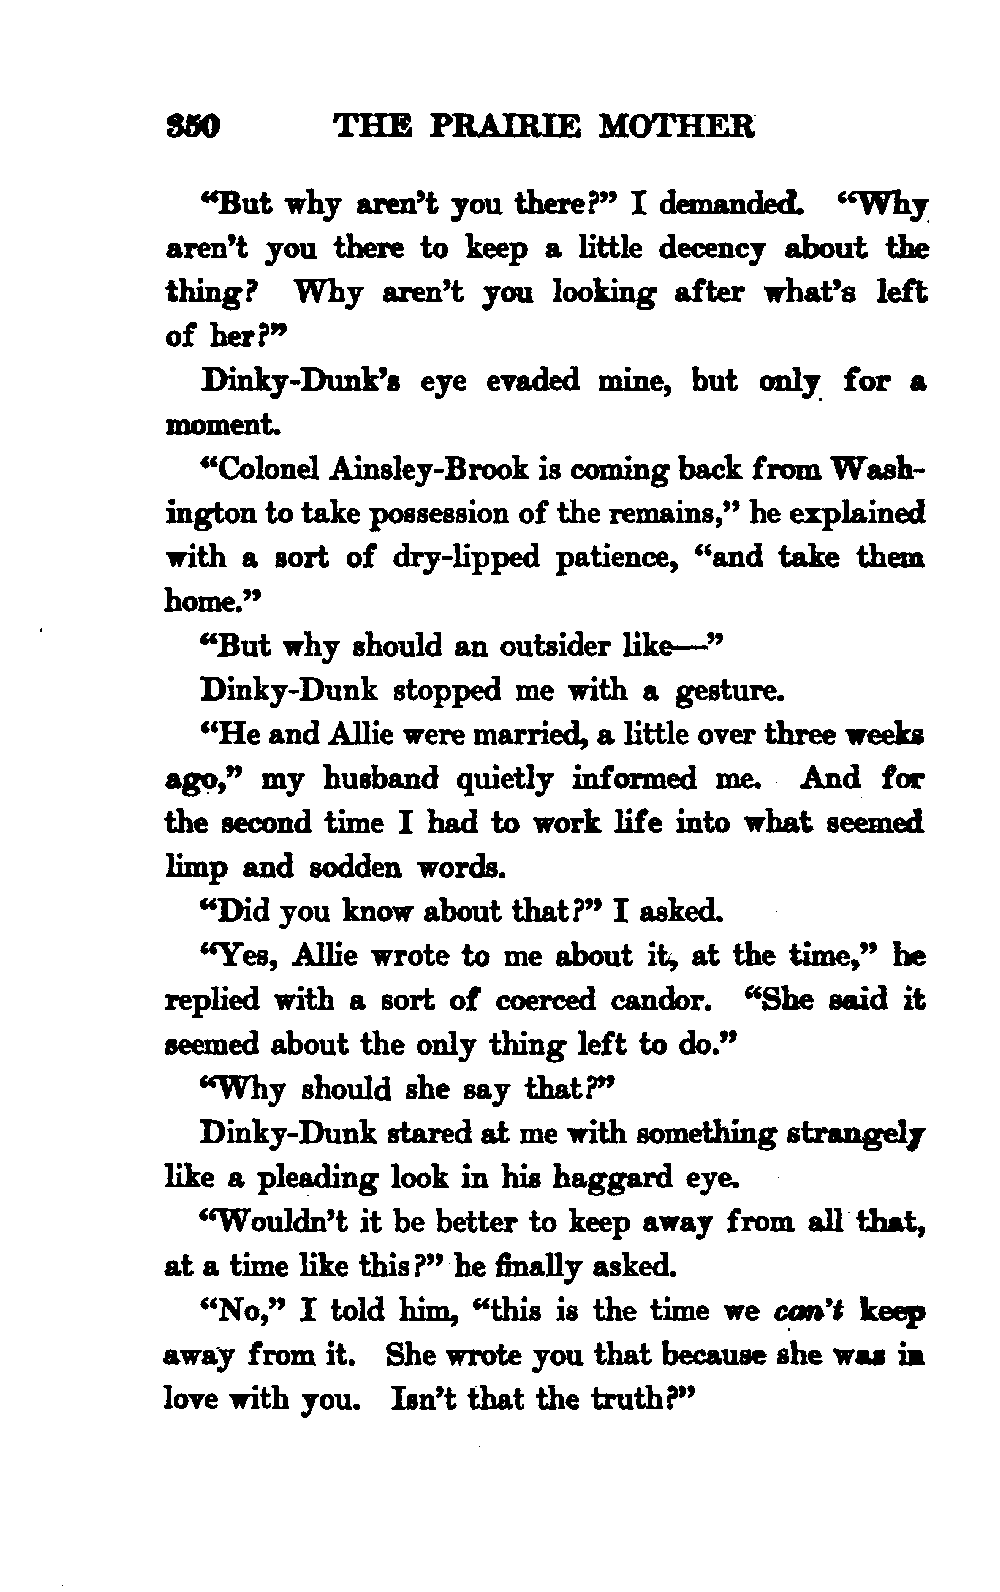 350 THE PRAIRIE MOTHER
“But why aren’t you there?” I demanded. “Why
aren’t you there to keep a little decency about the
thing? Why aren’t you looking after what’s left
of her?”
Dinky-Dunk’s eye evaded mine, but only for a
moment.
“Colonel Ainsley-Brook is coming back from Wash-
ington to take possession of the remains,” he explained
with a sort of dry-lipped patience, “and take them
home.”
“But why should an outsider like—”
Dinky-Dunk stopped me with a gesture.
“He and Allie were married, a little over three weeks
ago,” my husband quietly informed me. And for
the second time I had to work life into what seemed
limp and sodden words.
“Did you know about that?” I asked.
“Yes, Allie wrote to me about it, at the time,” he
replied with a sort of coerced candor. “She said it
seemed about the only thing left to do.”
“Why should she say that?”
Dinky-Dunk stared at me with something strangely
like a pleading look in his haggard eye.
“Wouldn’t it be better to keep away from all that,
at a time like this?” he finally asked.
“No,” I told him, “this is the time we can’t keep
away from it. She wrote you that because she was in
love with you. Isn’t that the truth?”